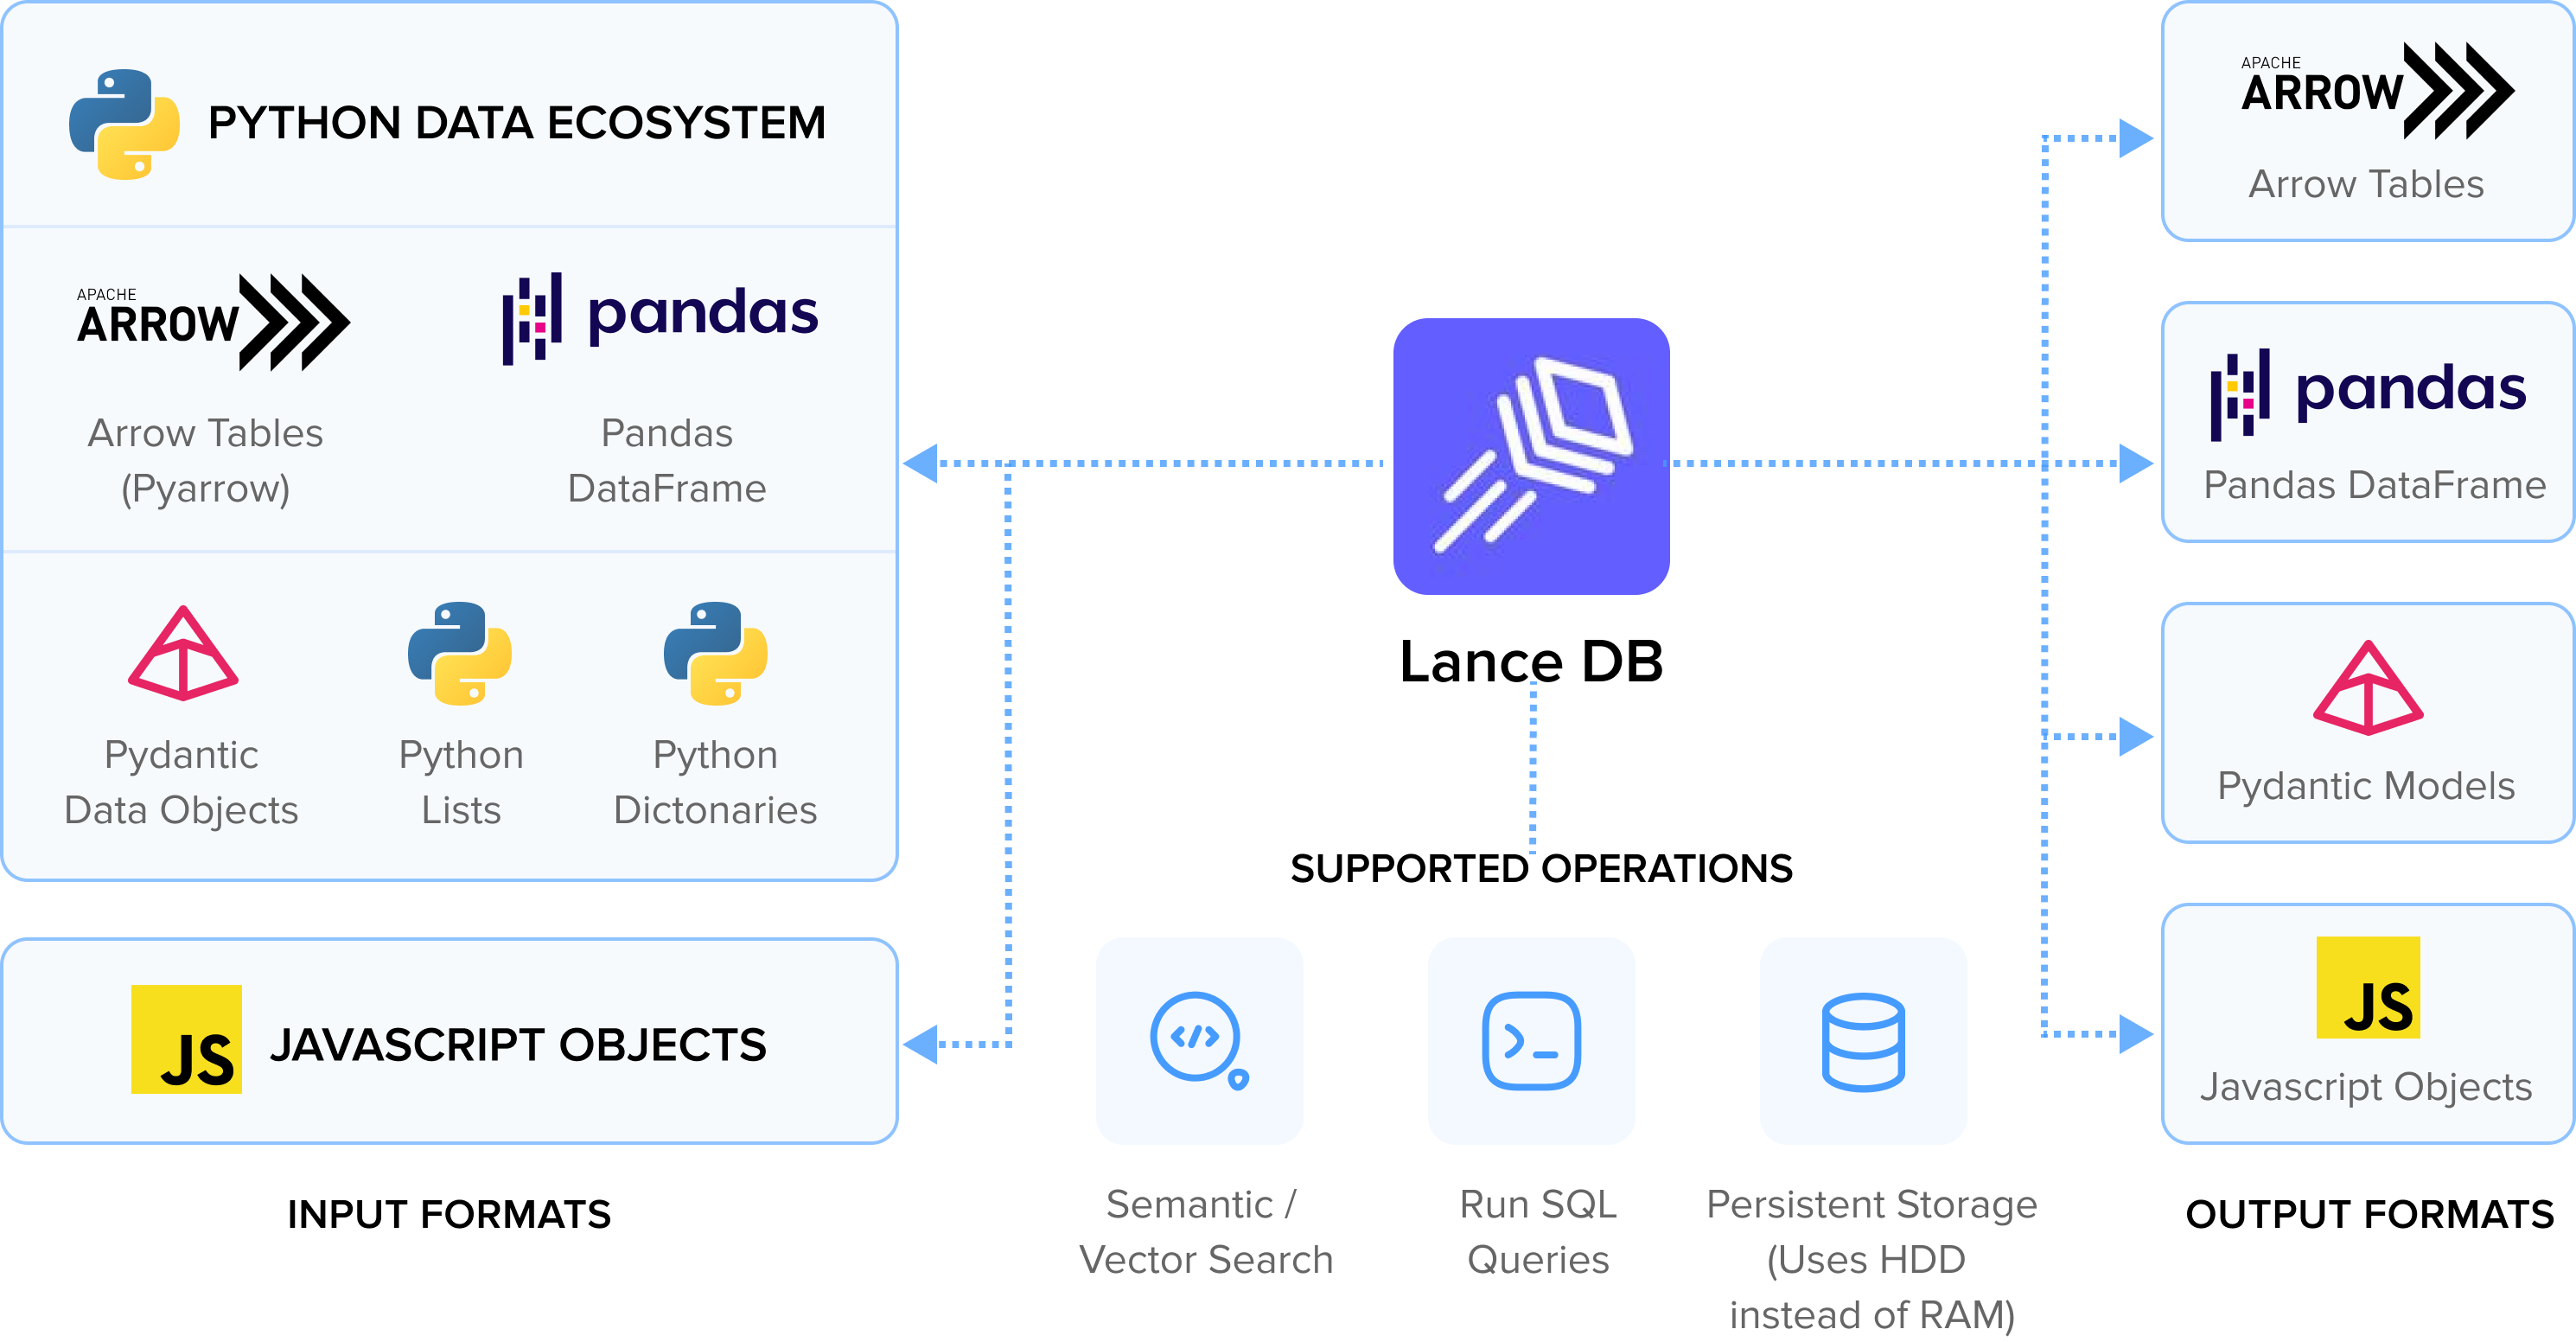 PYTHON DATA ECOSYSTEM
APACHE
ARROW
pandas
Arrow Tables
(Pyarrow)
Pandas
DataFrame
Pydantic
Data Objects
Python
Lists
Python
Dictonaries
JS
JAVASCRIPT OBJECTS
INPUT FORMATS
Lance DB
SUPPORTED OPERATIONS
Semantic /
Vector Search
Run SQL
Queries
Persistent Storage
(Uses HDD
instead of RAM)
APACHE
ARROW
Arrow Tables
pandas
Pandas DataFrame
Pydantic Models
JS
Javascript Objects
OUTPUT FORMATS